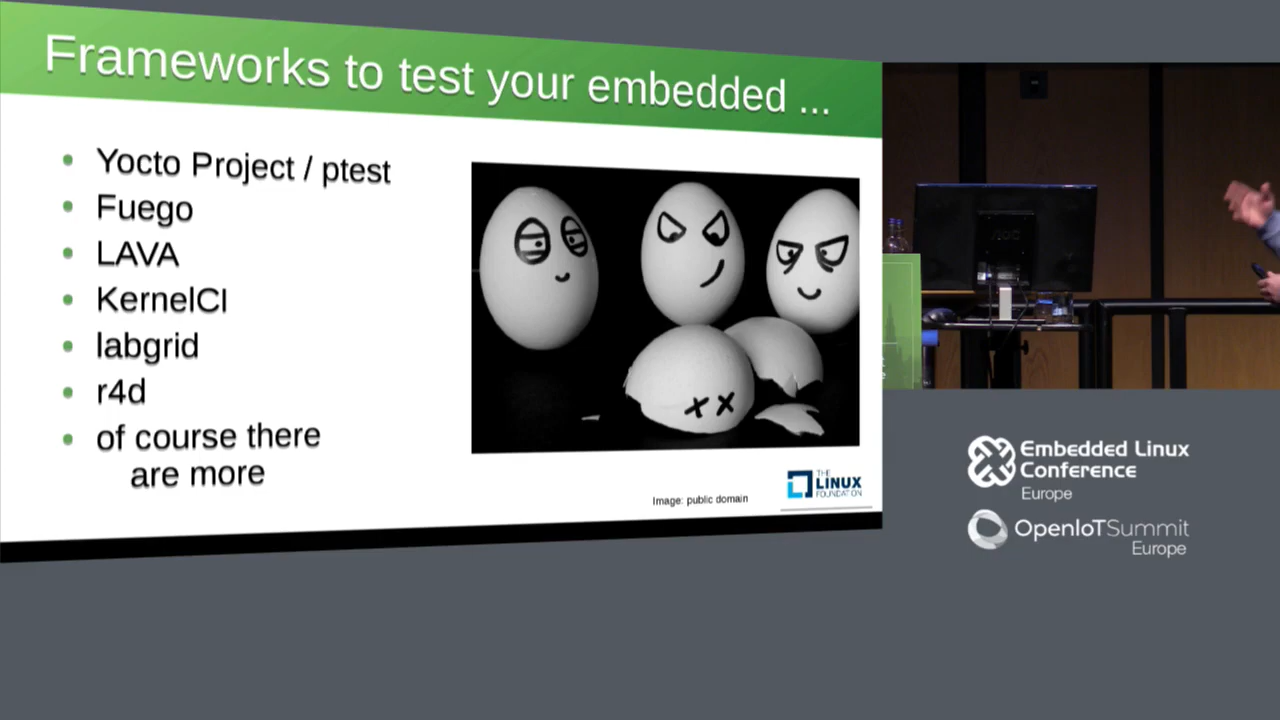 Frameworks to test your embedded ...
Yocto Project / ptest
Fuego
LAVA
KernelCI
labgrid
r4d
of course there
are more
Image: public domain
THE
LINUX
FOUNDATION
Embedded Linux
Conference
Europe
OpenIoTSummit
Europe